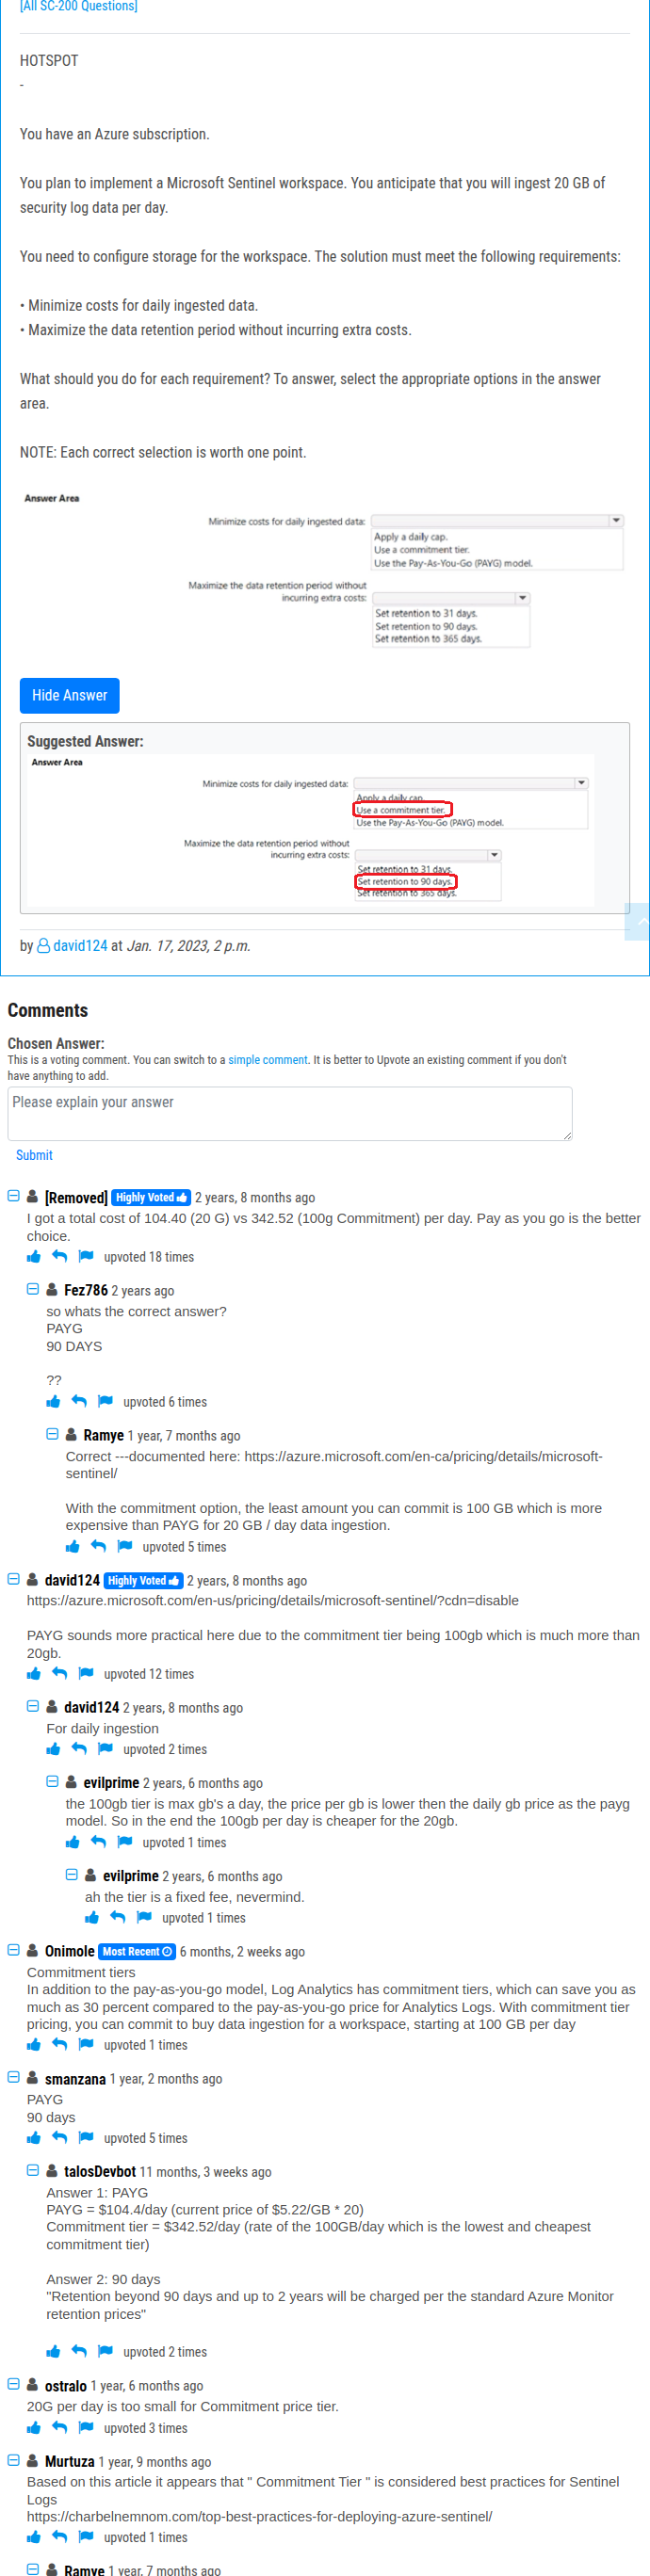 [All SC-200 Questions]
HOTSPOT
-
You have an Azure subscription.
You plan to implement a Microsoft Sentinel workspace. You anticipate that you will ingest 20 GB of
security log data per day.
You need to configure storage for the workspace. The solution must meet the following requirements:
• Minimize costs for daily ingested data.
• Maximize the data retention period without incurring extra costs.
What should you do for each requirement? To answer, select the appropriate options in the answer
area.
NOTE: Each correct selection is worth one point.
Answer Area
Minimize costs for daily ingested data:
Apply a daily cap.
Use a commitment tier.
Use the Pay-As-You-Go (PAYG) model.
Maximize the data retention period without
incurring extra costs:
Set retention to 31 days.
Set retention to 90 days.
Set retention to 365 days.
Hide Answer
Suggested Answer:
Answer Area
Minimize costs for daily ingested data:
Apply a daily cap.
Use a commitment tier.
Use the Pay-As-You-Go (PAYG) model.
Maximize the data retention period without
incurring extra costs:
Set retention to 31 days.
Set retention to 90 days.
Set retention to 365 days.
by david124 at Jan. 17, 2023, 2 p.m.
Comments
Chosen Answer:
This is a voting comment. You can switch to a simple comment. It is better to Upvote an existing comment if you don't
have anything to add.
Please explain your answer
Submit
[Removed] Highly Voted 2 years, 8 months ago
I got a total cost of 104.40 (20 G) vs 342.52 (100g Commitment) per day. Pay as you go is the better
choice.
upvoted 18 times
Fez786 2 years ago
so whats the correct answer?
PAYG
90 DAYS
??
upvoted 6 times
Ramye 1 year, 7 months ago
Correct ---documented here: https://azure.microsoft.com/en-ca/pricing/details/microsoft-
sentinel/
With the commitment option, the least amount you can commit is 100 GB which is more
expensive than PAYG for 20 GB / day data ingestion.
upvoted 5 times
david124 Highly Voted 2 years, 8 months ago
https://azure.microsoft.com/en-us/pricing/details/microsoft-sentinel/?cdn=disable
PAYG sounds more practical here due to the commitment tier being 100gb which is much more than
20gb.
upvoted 12 times
david124 2 years, 8 months ago
For daily ingestion
upvoted 2 times
evilprime 2 years, 6 months ago
the 100gb tier is max gb's a day, the price per gb is lower then the daily gb price as the payg
model. So in the end the 100gb per day is cheaper for the 20gb.
upvoted 1 times
evilprime 2 years, 6 months ago
ah the tier is a fixed fee, nevermind.
upvoted 1 times
Onimole Most Recent 6 months, 2 weeks ago
Commitment tiers
In addition to the pay-as-you-go model, Log Analytics has commitment tiers, which can save you as
much as 30 percent compared to the pay-as-you-go price for Analytics Logs. With commitment tier
pricing, you can commit to buy data ingestion for a workspace, starting at 100 GB per day
upvoted 1 times
smanzana 1 year, 2 months ago
PAYG
90 days
upvoted 5 times
talosDevbot 11 months, 3 weeks ago
Answer 1: PAYG
PAYG = $104.4/day (current price of $5.22/GB * 20)
Commitment tier = $342.52/day (rate of the 100GB/day which is the lowest and cheapest
commitment tier)
Answer 2: 90 days
"Retention beyond 90 days and up to 2 years will be charged per the standard Azure Monitor
retention prices"
upvoted 2 times
ostralo 1 year, 6 months ago
20G per day is too small for Commitment price tier.
upvoted 3 times
Murtuza 1 year, 9 months ago
Based on this article it appears that " Commitment Tier " is considered best practices for Sentinel
Logs
https://charbelnemnom.com/top-best-practices-for-deploying-azure-sentinel/
upvoted 1 times
Ramye 1 year, 7 months ago